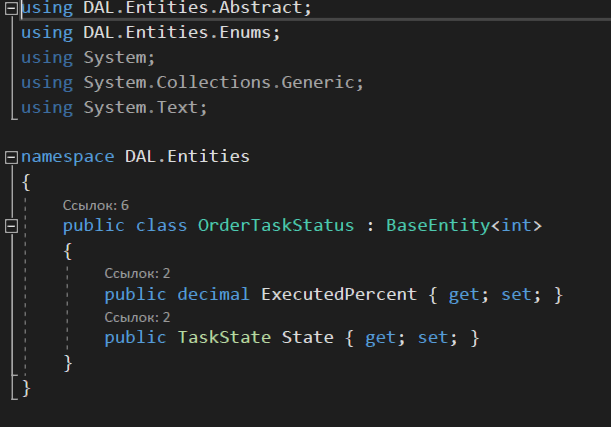 using DAL.Entities.Abstract;
using DAL.Entities.Enums;
using System;
using System.Collections.Generic;
using System.Text;
namespace DAL.Entities
{
Ссылок: 6
public class OrderTaskStatus : BaseEntity<int>
{
Ссылок: 2
public decimal ExecutedPercent { get; set; }
Ссылок: 2
public TaskState State { get; set; }
}
}